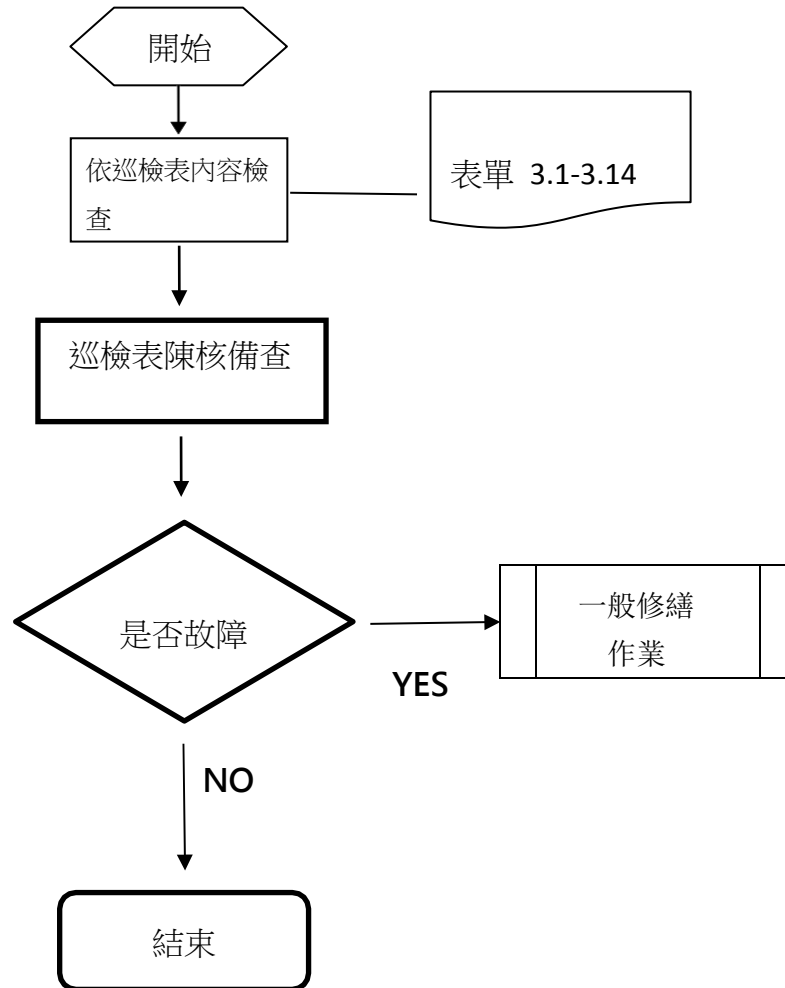 開始
依巡檢表內容檢
查
表單 3.1-3.14
巡檢表陳核備查
是否故障
一般修繕
作業
YES
NO
結束